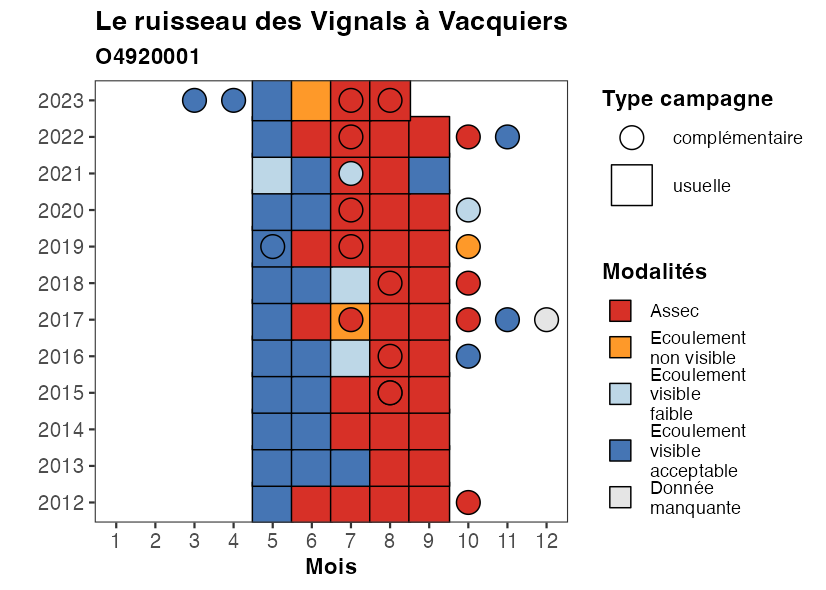 Le ruisseau des Vignals à Vacquiers
O4920001
2023
2022
2021
2020
2019
2018
2017
2016
2015
2014
2013
2012
1 2 3 4 5 6 7 8 9 10 11 12
Mois
Type campagne
complémentaire
usuelle
Modalités
Assec
Ecoulement
non visible
Ecoulement
visible
faible
Ecoulement
visible
acceptable
Donnée
manquante